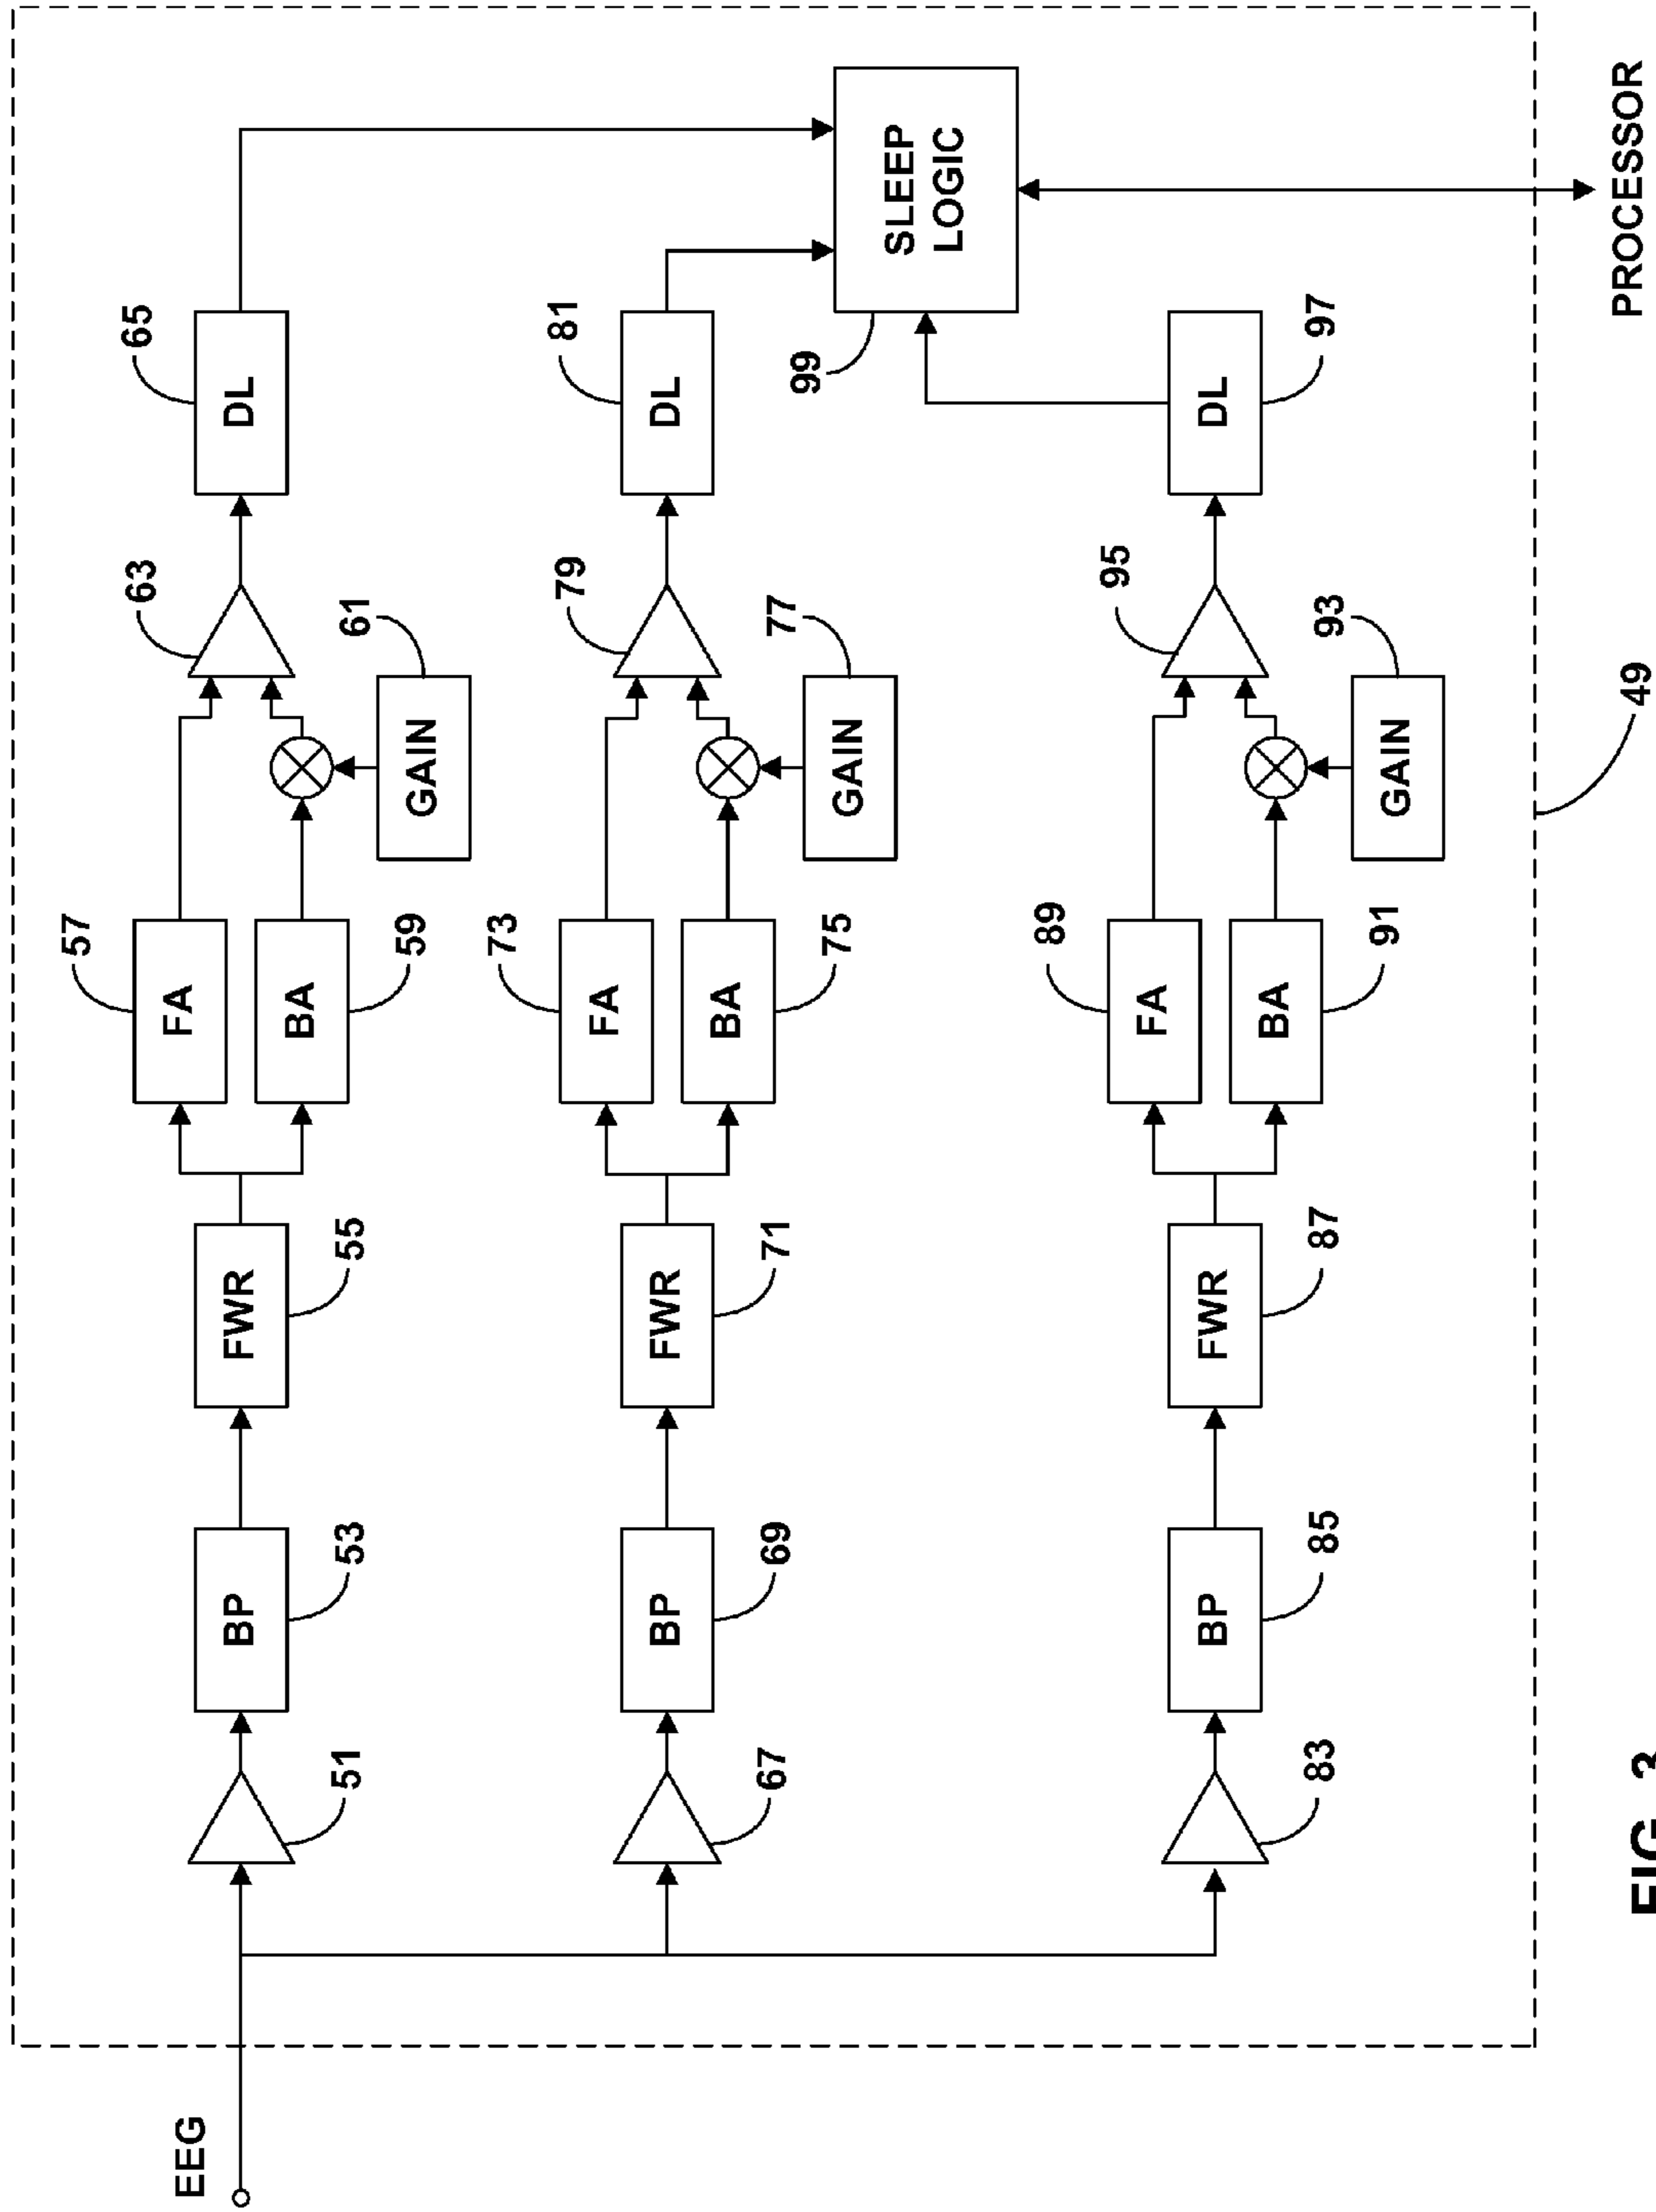 EEG
51
BP
53
FWR
55
FA
57
BA
59
GAIN
61
63
DL
65
67
BP
69
FWR
71
FA
73
BA
75
GAIN
77
79
DL
81
83
BP
85
FWR
87
FA
89
BA
91
GAIN
93
95
DL
97
SLEEP
LOGIC
99
PROCESSOR
49
FIG. 3